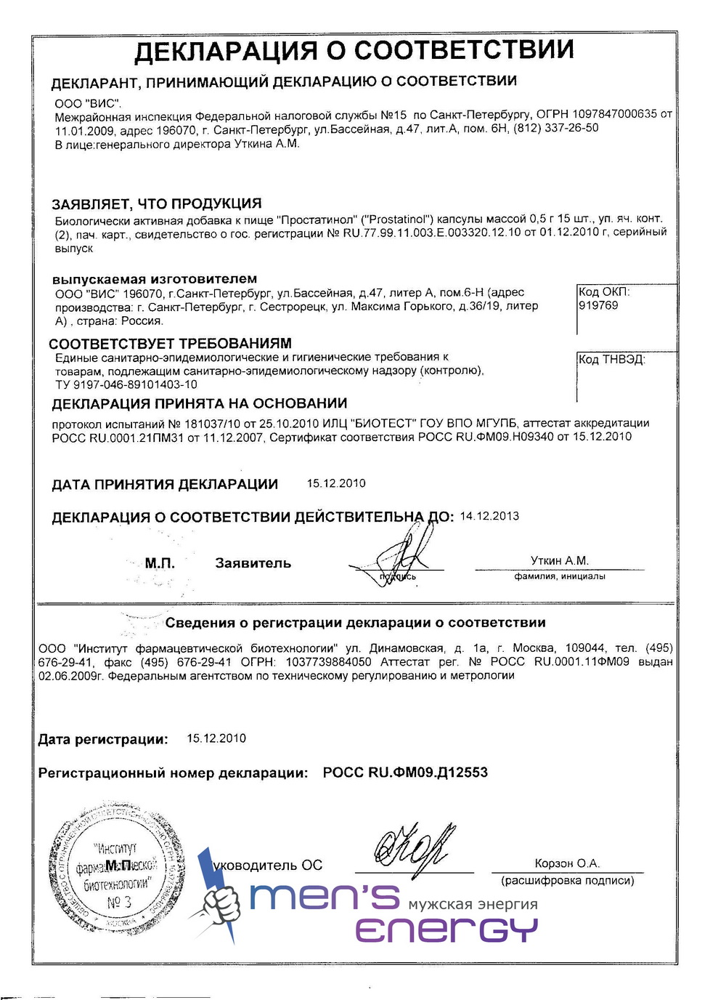 ДЕКЛАРАЦИЯ О СООТВЕТСТВИИ
ДЕКЛАРАНТ, ПРИНИМАЮЩИЙ ДЕКЛАРАЦИЮ О СООТВЕТСТВИИ
ООО "ВИС".
Межрайонная инспекция Федеральной налоговой службы №15 по Санкт-Петербургу, ОГРН 1097847000635 от
11.01.2009, адрес 196070, г. Санкт-Петербург, ул.Бассейная, д.47, лит.А, пом. 6Н, (812) 337-26-50
В лице:генерального директора Уткина А.М.
ЗАЯВЛЯЕТ, ЧТО ПРОДУКЦИЯ
Биологически активная добавка к пище "Простатинол" ("Prostatinol") капсулы массой 0,5 г 15 шт., уп. яч. конт.
(2), пач. карт., свидетельство о гос. регистрации № RU.77.99.11.003.Е.003320.12.10 от 01.12.2010 г, серийный
выпуск
выпускаемая изготовителем
ООО "ВИС" 196070, г.Санкт-Петербург, ул.Бассейная, д.47, литер А, пом.6-Н (адрес
производства: г. Санкт-Петербург, г. Сестрорецк, ул. Максима Горького, д.36/19, литер
А) , страна: Россия.
Код ОКП:
919769
СООТВЕТСТВУЕТ ТРЕБОВАНИЯМ
Единые санитарно-эпидемиологические и гигиенические требования к
товарам, подлежащим санитарно-эпидемиологическому надзору (контролю),
ТУ 9197-046-89101403-10
Код ТНВЭД:
ДЕКЛАРАЦИЯ ПРИНЯТА НА ОСНОВАНИИ
протокол испытаний № 181037/10 от 25.10.2010 ИЛЦ "БИОТЕСТ" ГОУ ВПО МГУПБ, аттестат аккредитации
РОСС RU.0001.21ПМ31 от 11.12.2007, Сертификат соответствия РОСС RU.ФМ09.Н09340 от 15.12.2010
ДАТА ПРИНЯТИЯ ДЕКЛАРАЦИИ 15.12.2010
ДЕКЛАРАЦИЯ О СООТВЕТСТВИИ ДЕЙСТВИТЕЛЬНА ДО: 14.12.2013
М.П. Заявитель Уткин А.М.
подпись фамилия, инициалы
Сведения о регистрации декларации о соответствии
ООО "Институт фармацевтической биотехнологии" ул. Динамовская, д. 1а, г. Москва, 109044, тел. (495)
676-29-41, факс (495) 676-29-41 ОГРН: 1037739884050 Аттестат рег. № РОСС RU.0001.11ФМ09 выдан
02.06.2009г. Федеральным агентством по техническому регулированию и метрологии
Дата регистрации: 15.12.2010
Регистрационный номер декларации: РОСС RU.ФМ09.Д12553
"Институт
фармацевтической
биотехнологии"
№ 3
МОСКВА
М.П. Руководитель ОС Корзон О.А.
(расшифровка подписи)
men's
мужская энергия
energy